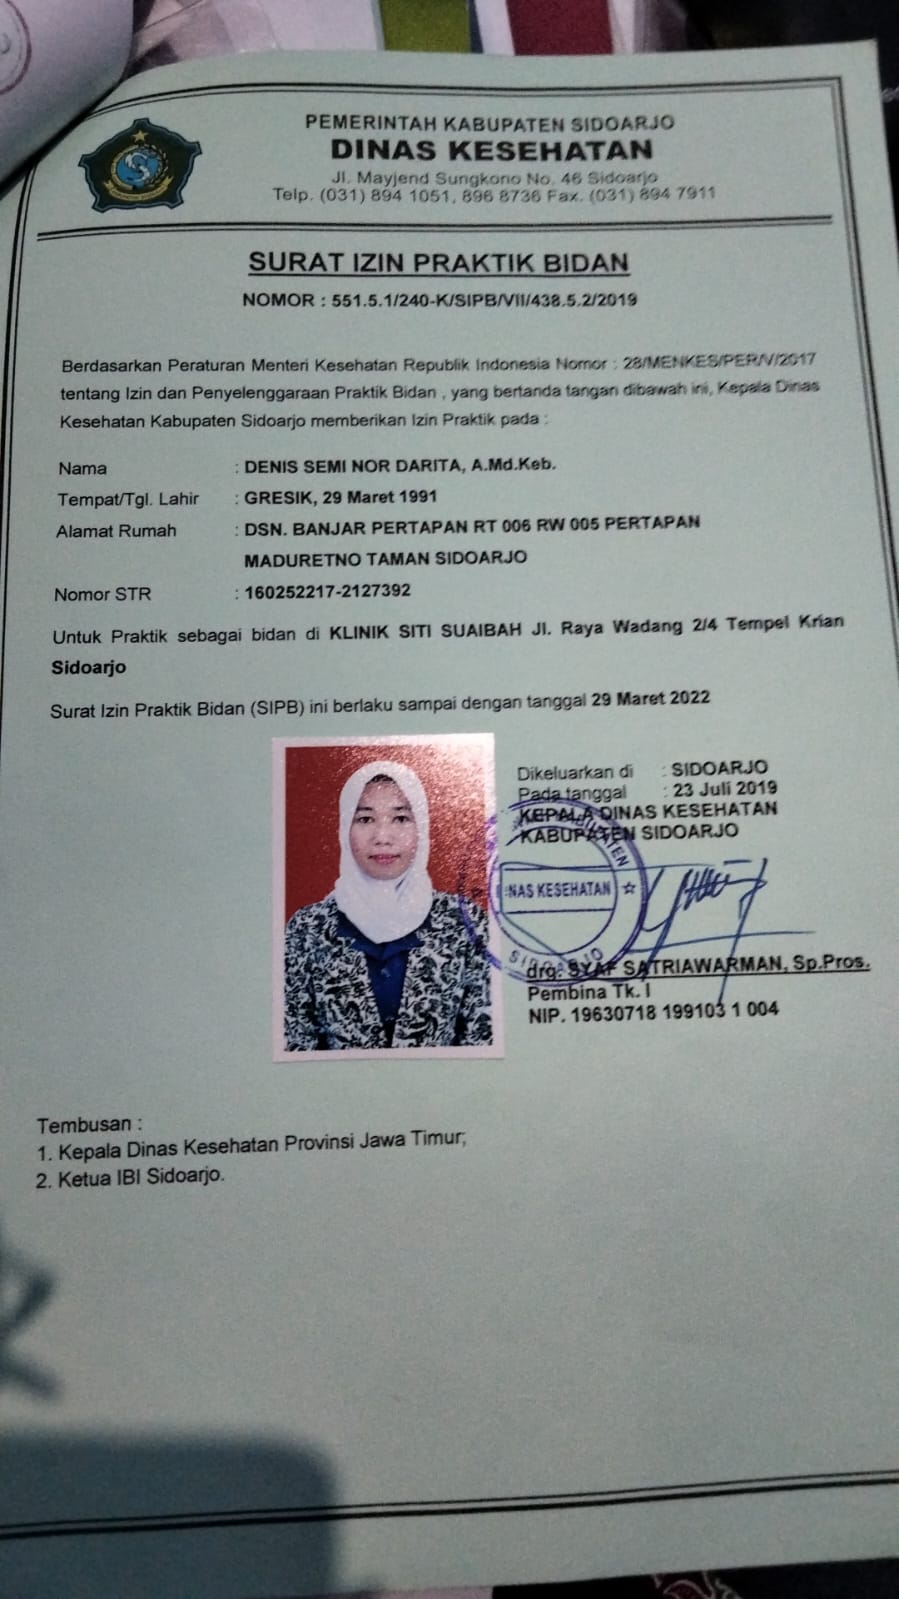 PEMERINTAH KABUPATEN SIDOARJO
DINAS KESEHATAN
Jl. Mayjend Sungkono No. 46 Sidoarjo
Telp. (031) 894 1051, 896 8736 Fax. (031) 894 7911
SURAT IZIN PRAKTIK BIDAN
NOMOR : 551.5.1/240-K/SIPB/VII/438.5.2/2019
Berdasarkan Peraturan Menteri Kesehatan Republik Indonesia Nomor : 28/MENKES/PER/V/2017
tentang Izin dan Penyelenggaraan Praktik Bidan , yang bertanda tangan dibawah ini, Kepala Dinas
Kesehatan Kabupaten Sidoarjo memberikan Izin Praktik pada :
Nama : DENIS SEMI NOR DARITA, A.Md.Keb.
Tempat/Tgl. Lahir : GRESIK, 29 Maret 1991
Alamat Rumah : DSN. BANJAR PERTAPAN RT 006 RW 005 PERTAPAN
MADURETNO TAMAN SIDOARJO
Nomor STR : 160252217-2127392
Untuk Praktik sebagai bidan di KLINIK SITI SUAIBAH Jl. Raya Wadang 2/4 Tempel Krian
Sidoarjo
Surat Izin Praktik Bidan (SIPB) ini berlaku sampai dengan tanggal 29 Maret 2022
Dikeluarkan di : SIDOARJO
Pada tanggal : 23 Juli 2019
KEPALA DINAS KESEHATAN
KABUPATEN SIDOARJO
NAS KESEHATAN
SIDOARJO
drg. SYAF SATRIAWARMAN, Sp.Pros.
Pembina Tk. I
NIP. 19630718 199103 1 004
Tembusan :
1. Kepala Dinas Kesehatan Provinsi Jawa Timur;
2. Ketua IBI Sidoarjo.